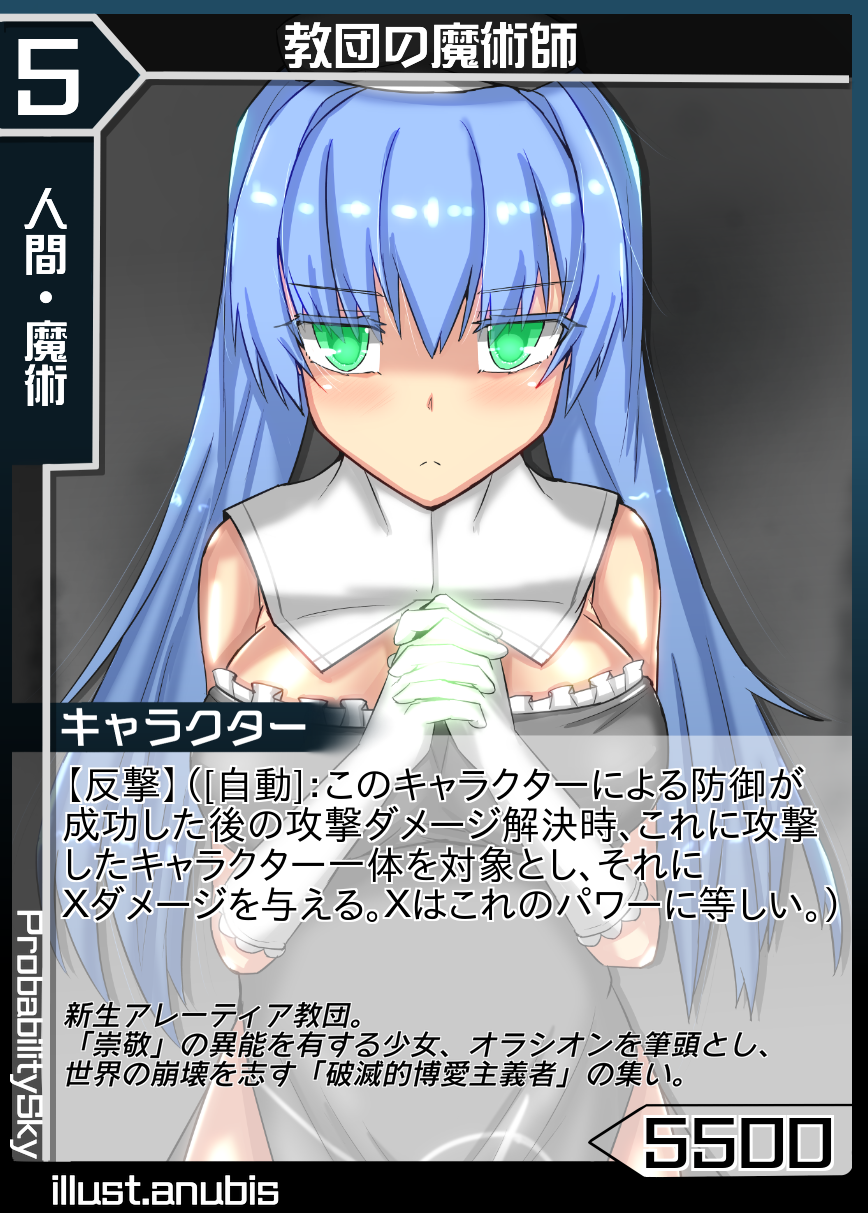 5
教団の魔術師
人間・魔術
キャラクター
【反撃】([自動]:このキャラクターによる防御が
成功した後の攻撃ダメージ解決時、これに攻撃
したキャラクター一体を対象とし、それに
Xダメージを与える。Xはこれのパワーに等しい。)
新生アレーティア教団。
「崇敬」の異能を有する少女、オラシオンを筆頭とし、
世界の崩壊を志す「破滅的博愛主義者」の集い。
5500
ProbabilitySky
illust.anubis